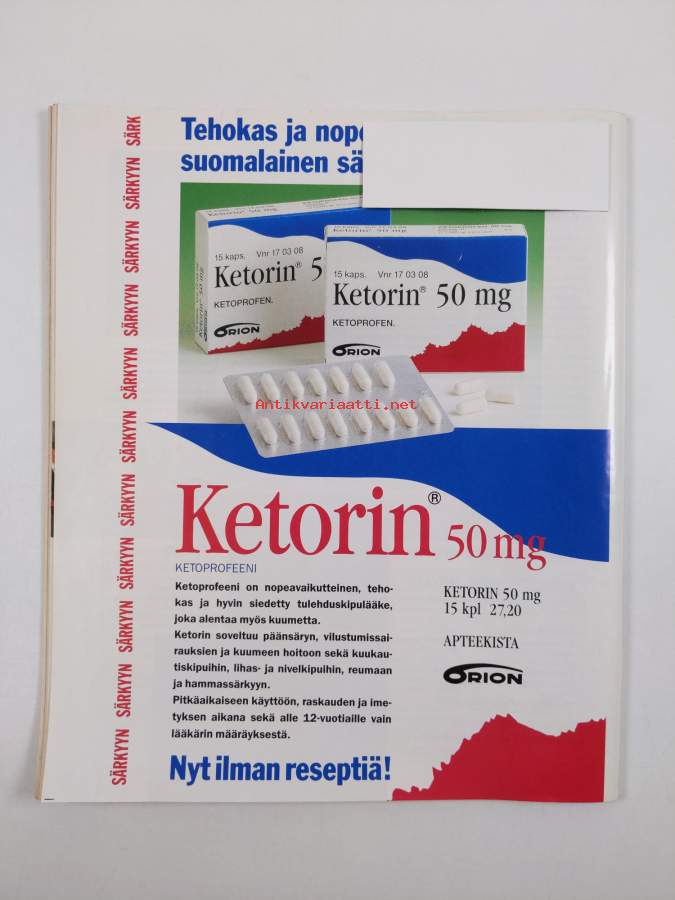 Tehokas ja nop
suomalainen sä
SÄRKYYN SÄRKYYN SÄRKYYN SÄRKYYN SÄRKYYN SÄRKYYN SÄRKYYN SÄRK
15 kaps. Vnr 17 03 08
Ketorin® 5
KETOPROFEN.
ORION
Ketorin® 50 mg
15 kaps. Vnr 17 03 08
Ketorin® 50 mg
KETOPROFEN.
ORION
Antikvariaatti.net
Ketorin® 50 mg
KETOPROFEENI
Ketoprofeeni on nopeavaikutteinen, teho-
kas ja hyvin siedetty tulehduskipulääke,
joka alentaa myös kuumetta.
Ketorin soveltuu päänsäryn, vilustumissai-
rauksien ja kuumeen hoitoon sekä kuukau-
tiskipuihin, lihas- ja nivelkipuihin, reumaan
ja hammassärkyyn.
Pitkäaikaiseen käyttöön, raskauden ja ime-
tyksen aikana sekä alle 12-vuotiaille vain
lääkärin määräyksestä.
Nyt ilman reseptiä!
KETORIN 50 mg
15 kpl 27,20
APTEEKISTA
ORION